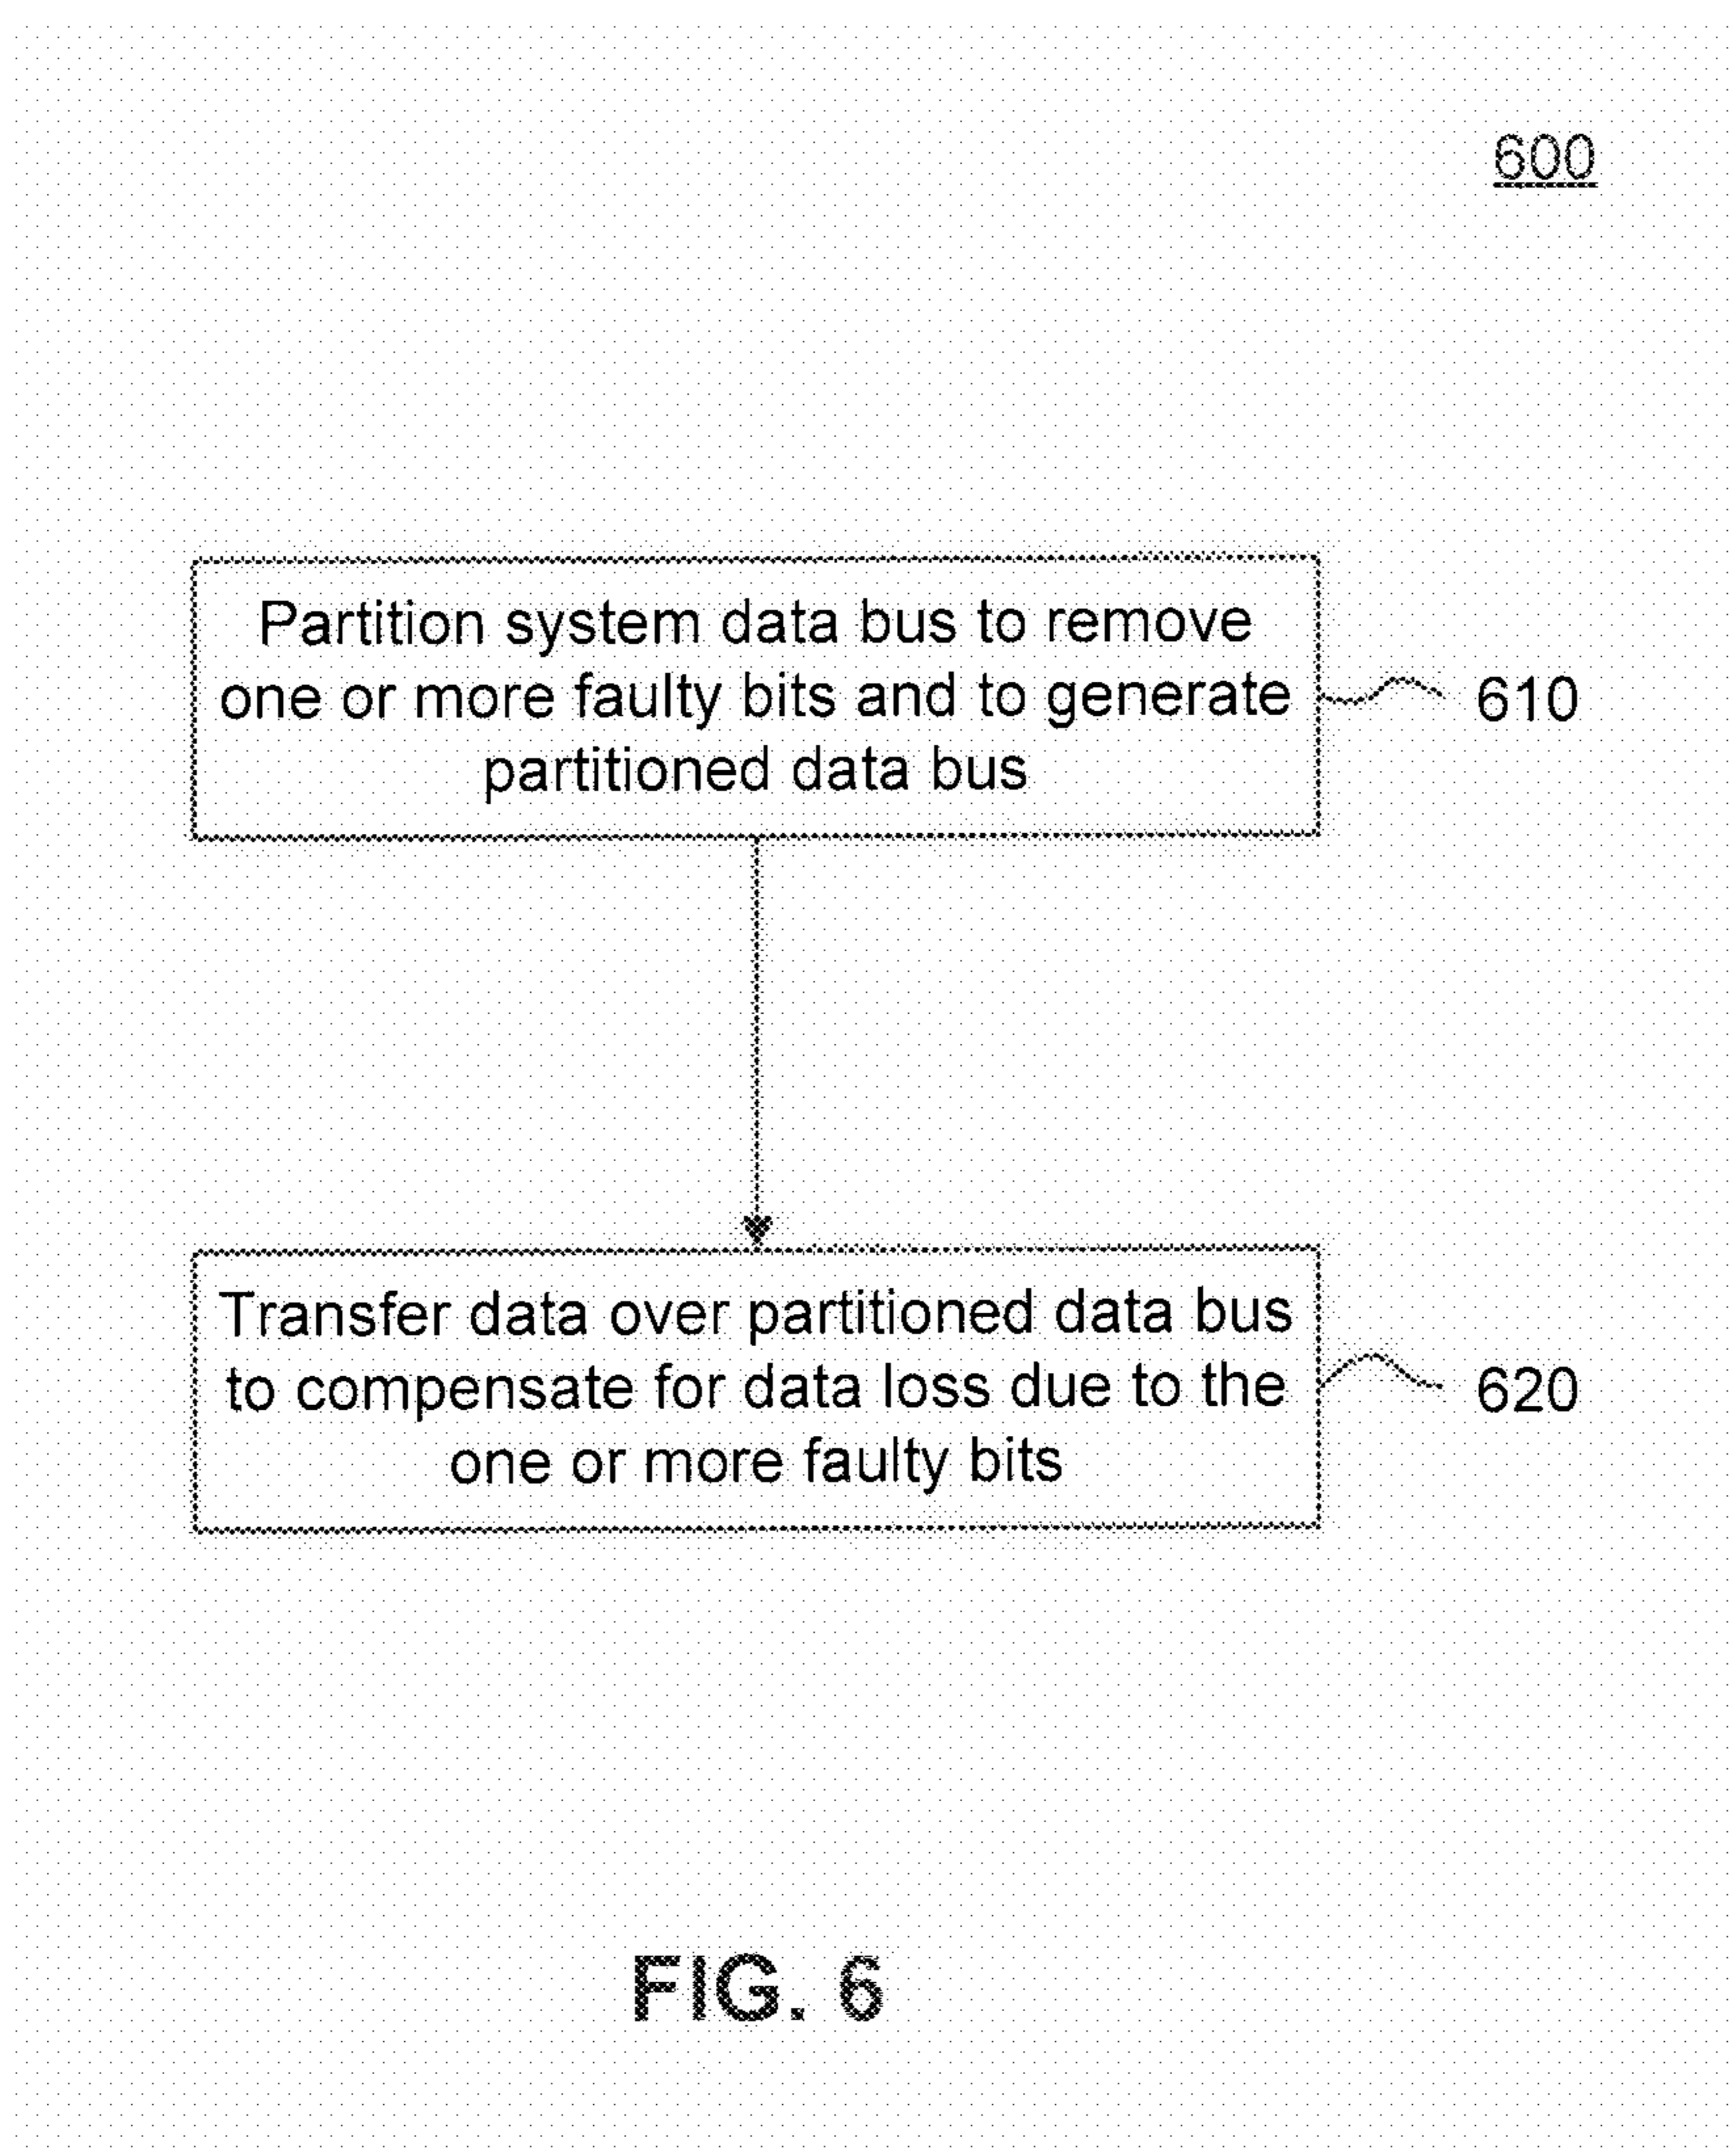 600
Partition system data bus to remove
one or more faulty bits and to generate
partitioned data bus
610
Transfer data over partitioned data bus
to compensate for data loss due to the
one or more faulty bits
620
FIG. 6